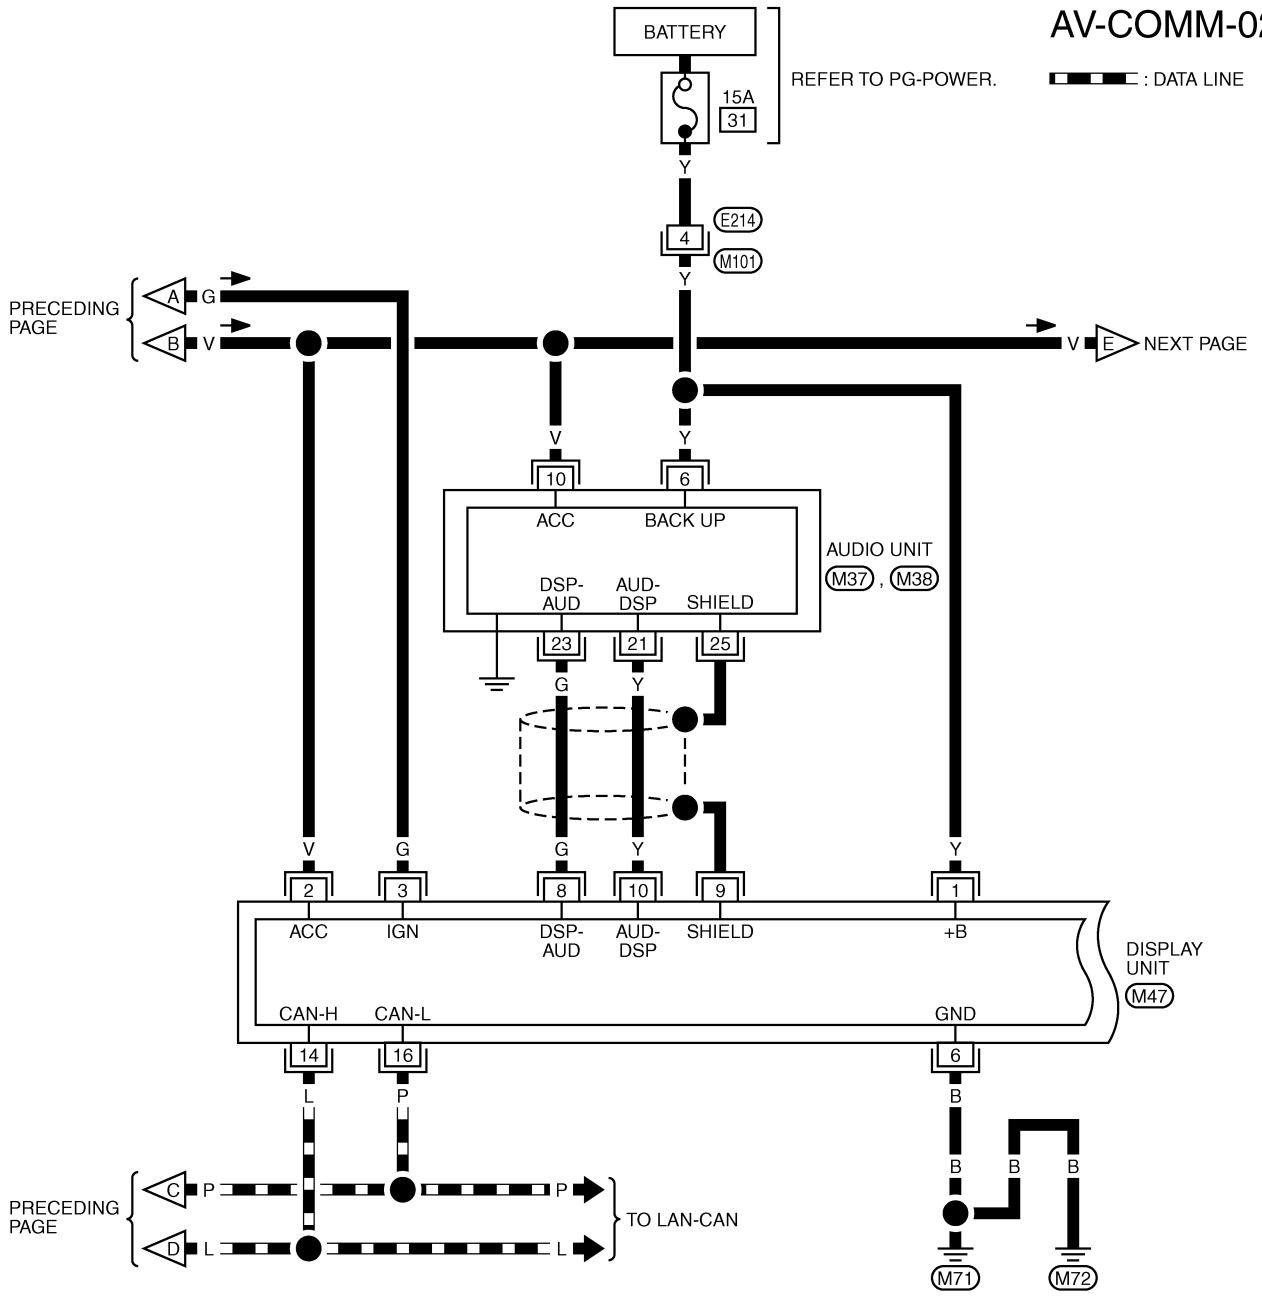 AV-COMM-02
BATTERY
REFER TO PG-POWER.
: DATA LINE
15A
31
Y
E214
4
M101
Y
PRECEDING
PAGE
A G
B V
V E NEXT PAGE
V Y
10 6
ACC BACK UP
AUDIO UNIT
M37 , M38
DSP-
AUD
AUD-
DSP
SHIELD
23 21 25
G Y
V G G Y Y
2 3 8 10 9 1
ACC IGN DSP-
AUD
AUD-
DSP
SHIELD +B
DISPLAY
UNIT
M47
CAN-H CAN-L GND
14 16 6
L P B
B B B
PRECEDING
PAGE
C P P
D L L
TO LAN-CAN
M71 M72